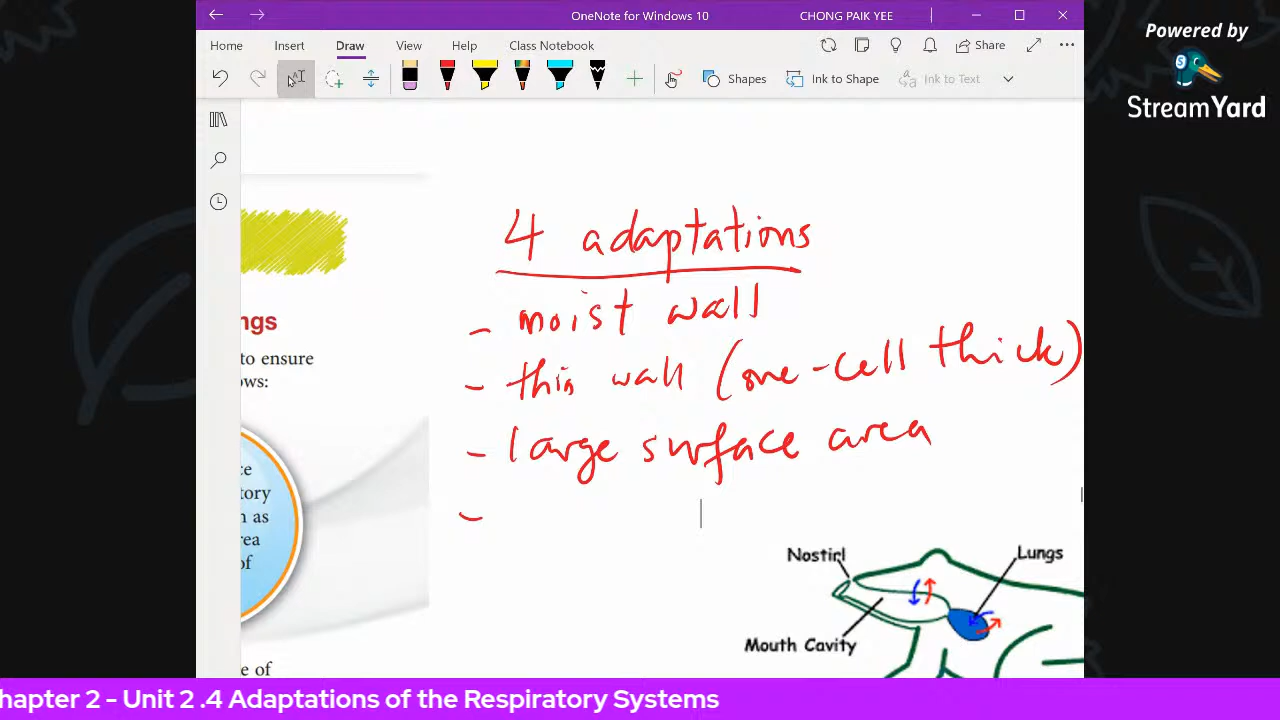 OneNote for Windows 10
CHONG PAIK YEE
Powered by
StreamYard
Home
Insert
Draw
View
Help
Class Notebook
Share
Shapes
Ink to Shape
Ink to Text
ngs
to ensure
ows:
ce
tory
n as
rea
of
e of
4 adaptations
- moist wall
- thin wall (one-cell thick)
- large surface area
-
Nostirl
Lungs
Mouth Cavity
hapter 2 - Unit 2 .4 Adaptations of the Respiratory Systems